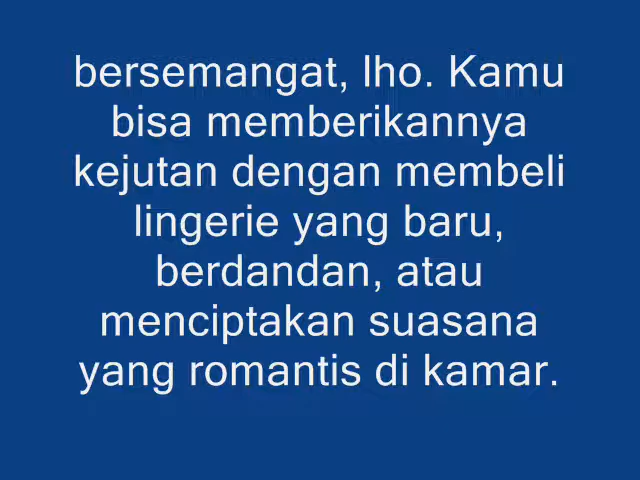 bersemangat, lho. Kamu
bisa memberikannya
kejutan dengan membeli
lingerie yang baru,
berdandan, atau
menciptakan suasana
yang romantis di kamar.